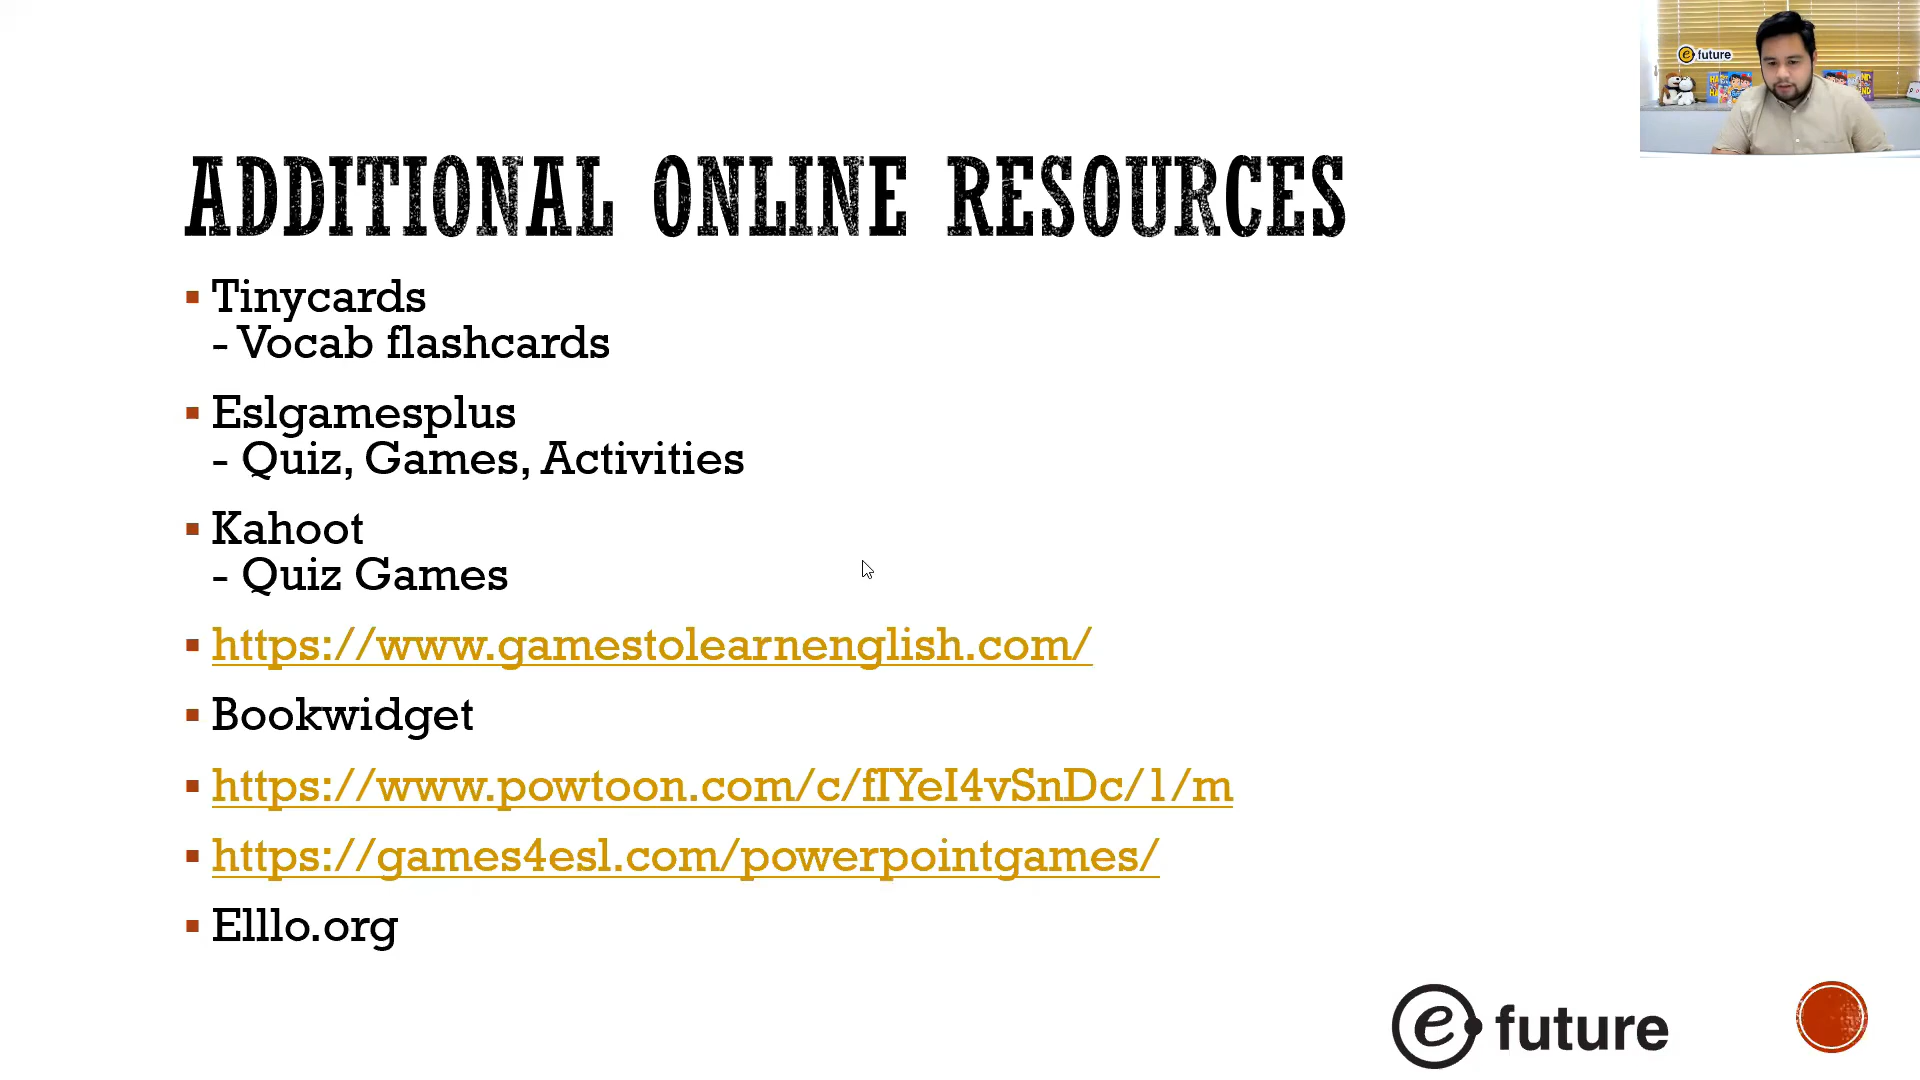 e future
ADDITIONAL ONLINE RESOURCES
Tinycards
- Vocab flashcards
Eslgamesplus
- Quiz, Games, Activities
Kahoot
- Quiz Games
https://www.gamestolearnenglish.com/
Bookwidget
https://www.powtoon.com/c/fIYeI4vSnDc/1/m
https://games4esl.com/powerpointgames/
Elllo.org
e future